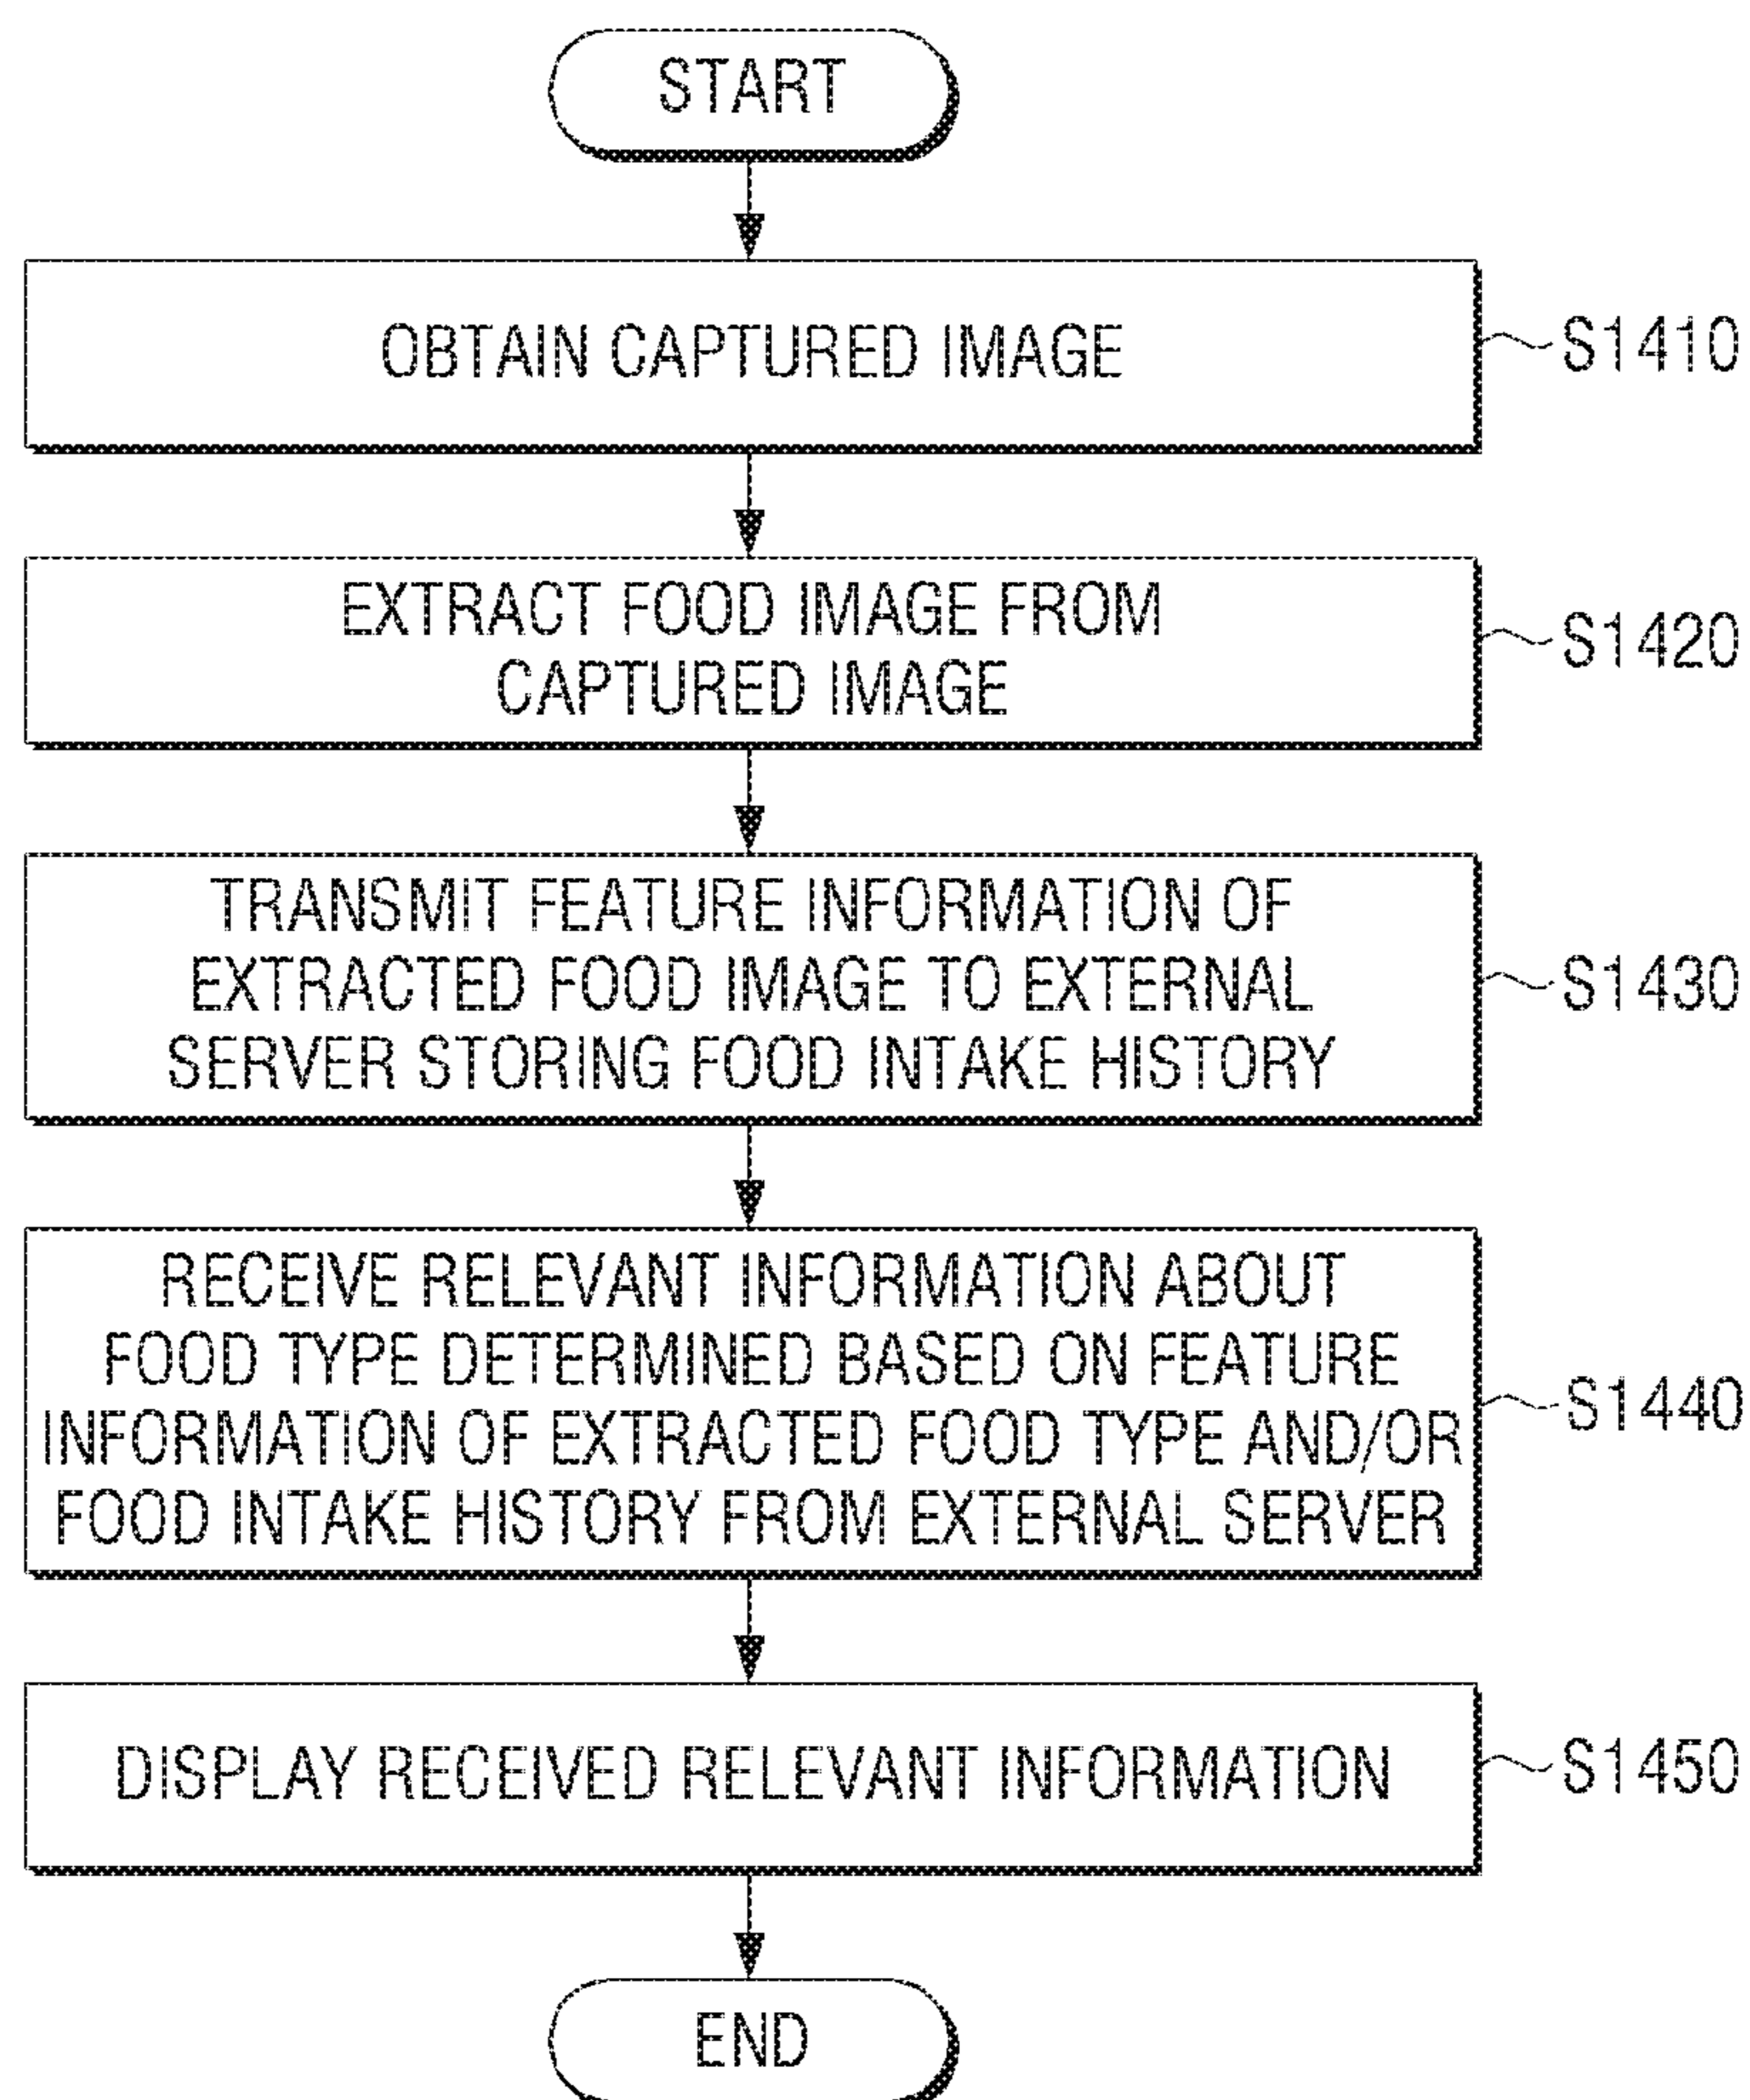 START
OBTAIN CAPTURED IMAGE
S1410
EXTRACT FOOD IMAGE FROM
CAPTURED IMAGE
S1420
TRANSMIT FEATURE INFORMATION OF
EXTRACTED FOOD IMAGE TO EXTERNAL
SERVER STORING FOOD INTAKE HISTORY
S1430
RECEIVE RELEVANT INFORMATION ABOUT
FOOD TYPE DETERMINED BASED ON FEATURE
INFORMATION OF EXTRACTED FOOD TYPE AND/OR
FOOD INTAKE HISTORY FROM EXTERNAL SERVER
S1440
DISPLAY RECEIVED RELEVANT INFORMATION
S1450
END